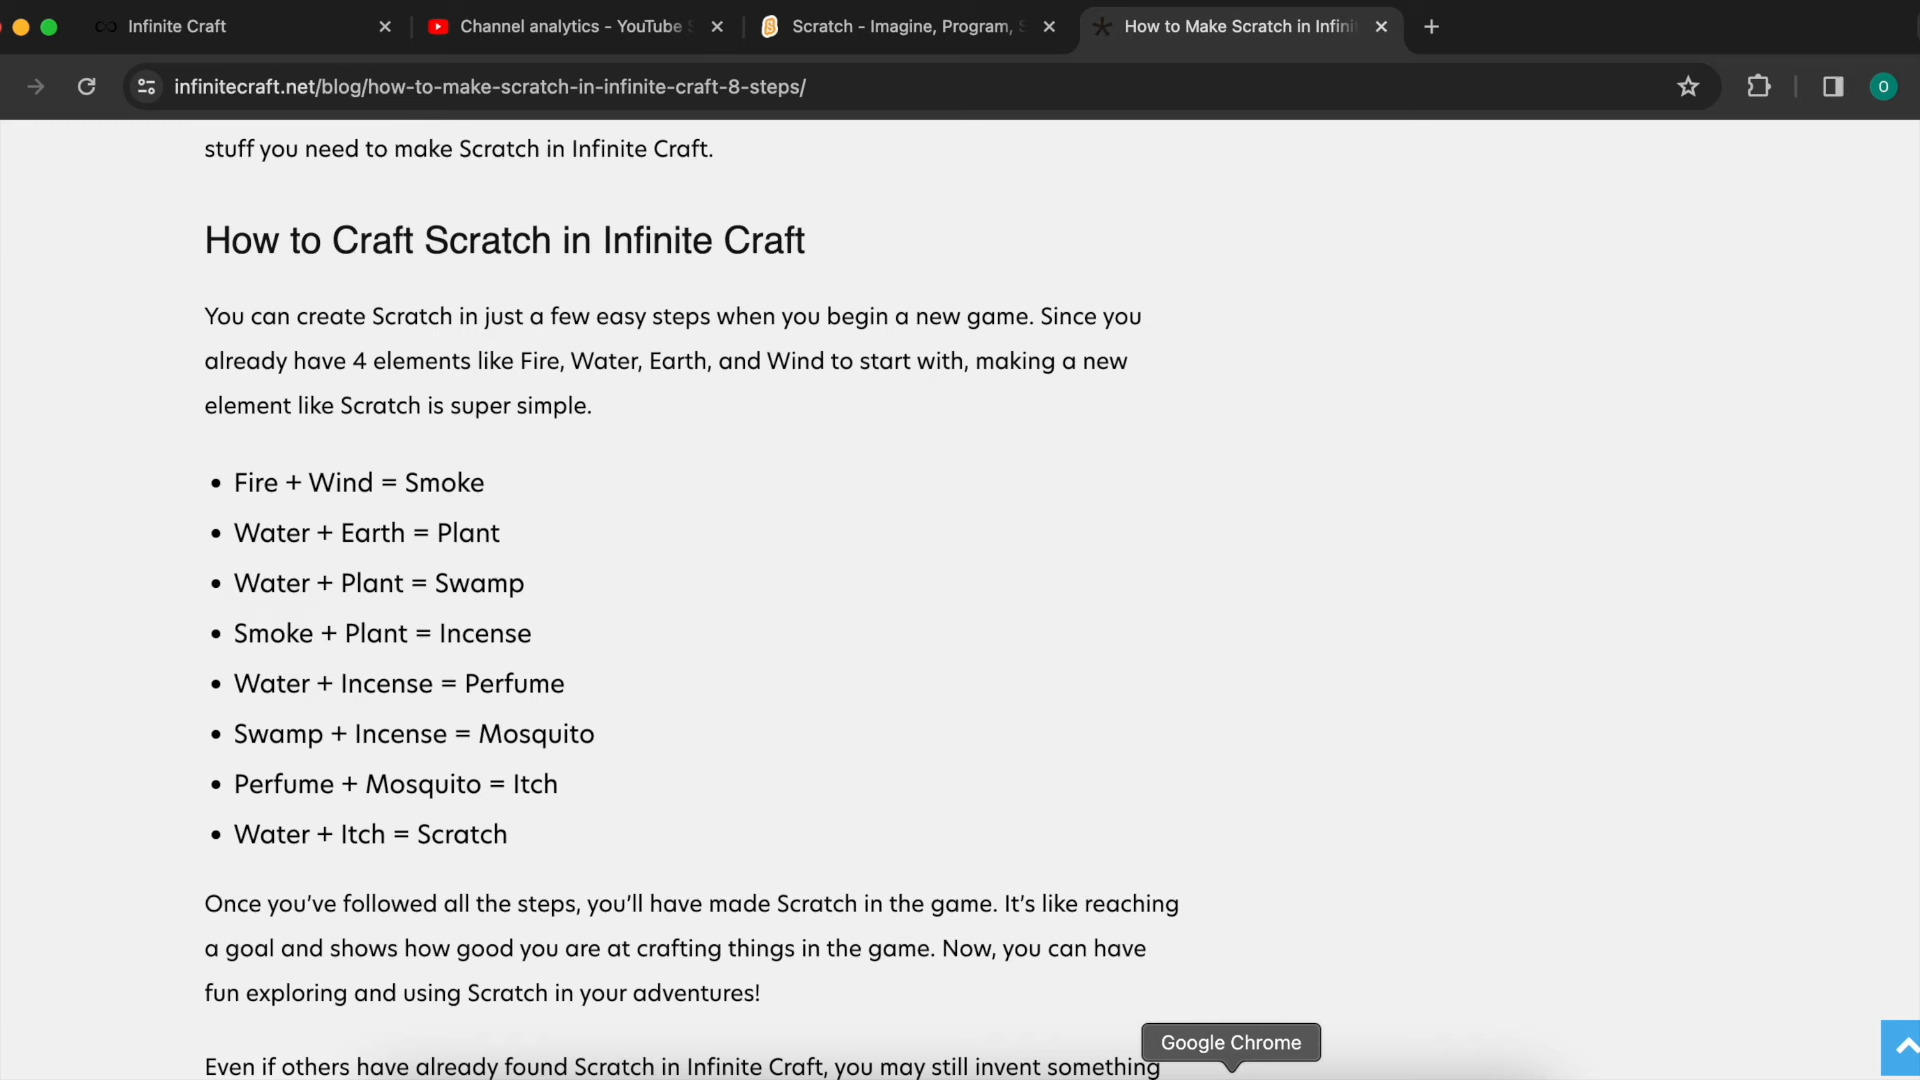 Infinite Craft
Channel analytics - YouTube S
Scratch - Imagine, Program, S
How to Make Scratch in Infini
infinitecraft.net/blog/how-to-make-scratch-in-infinite-craft-8-steps/
O
stuff you need to make Scratch in Infinite Craft.
How to Craft Scratch in Infinite Craft
You can create Scratch in just a few easy steps when you begin a new game. Since you
already have 4 elements like Fire, Water, Earth, and Wind to start with, making a new
element like Scratch is super simple.
• Fire + Wind = Smoke
• Water + Earth = Plant
• Water + Plant = Swamp
• Smoke + Plant = Incense
• Water + Incense = Perfume
• Swamp + Incense = Mosquito
• Perfume + Mosquito = Itch
• Water + Itch = Scratch
Once you’ve followed all the steps, you’ll have made Scratch in the game. It’s like reaching
a goal and shows how good you are at crafting things in the game. Now, you can have
fun exploring and using Scratch in your adventures!
Google Chrome
Even if others have already found Scratch in Infinite Craft, you may still invent something